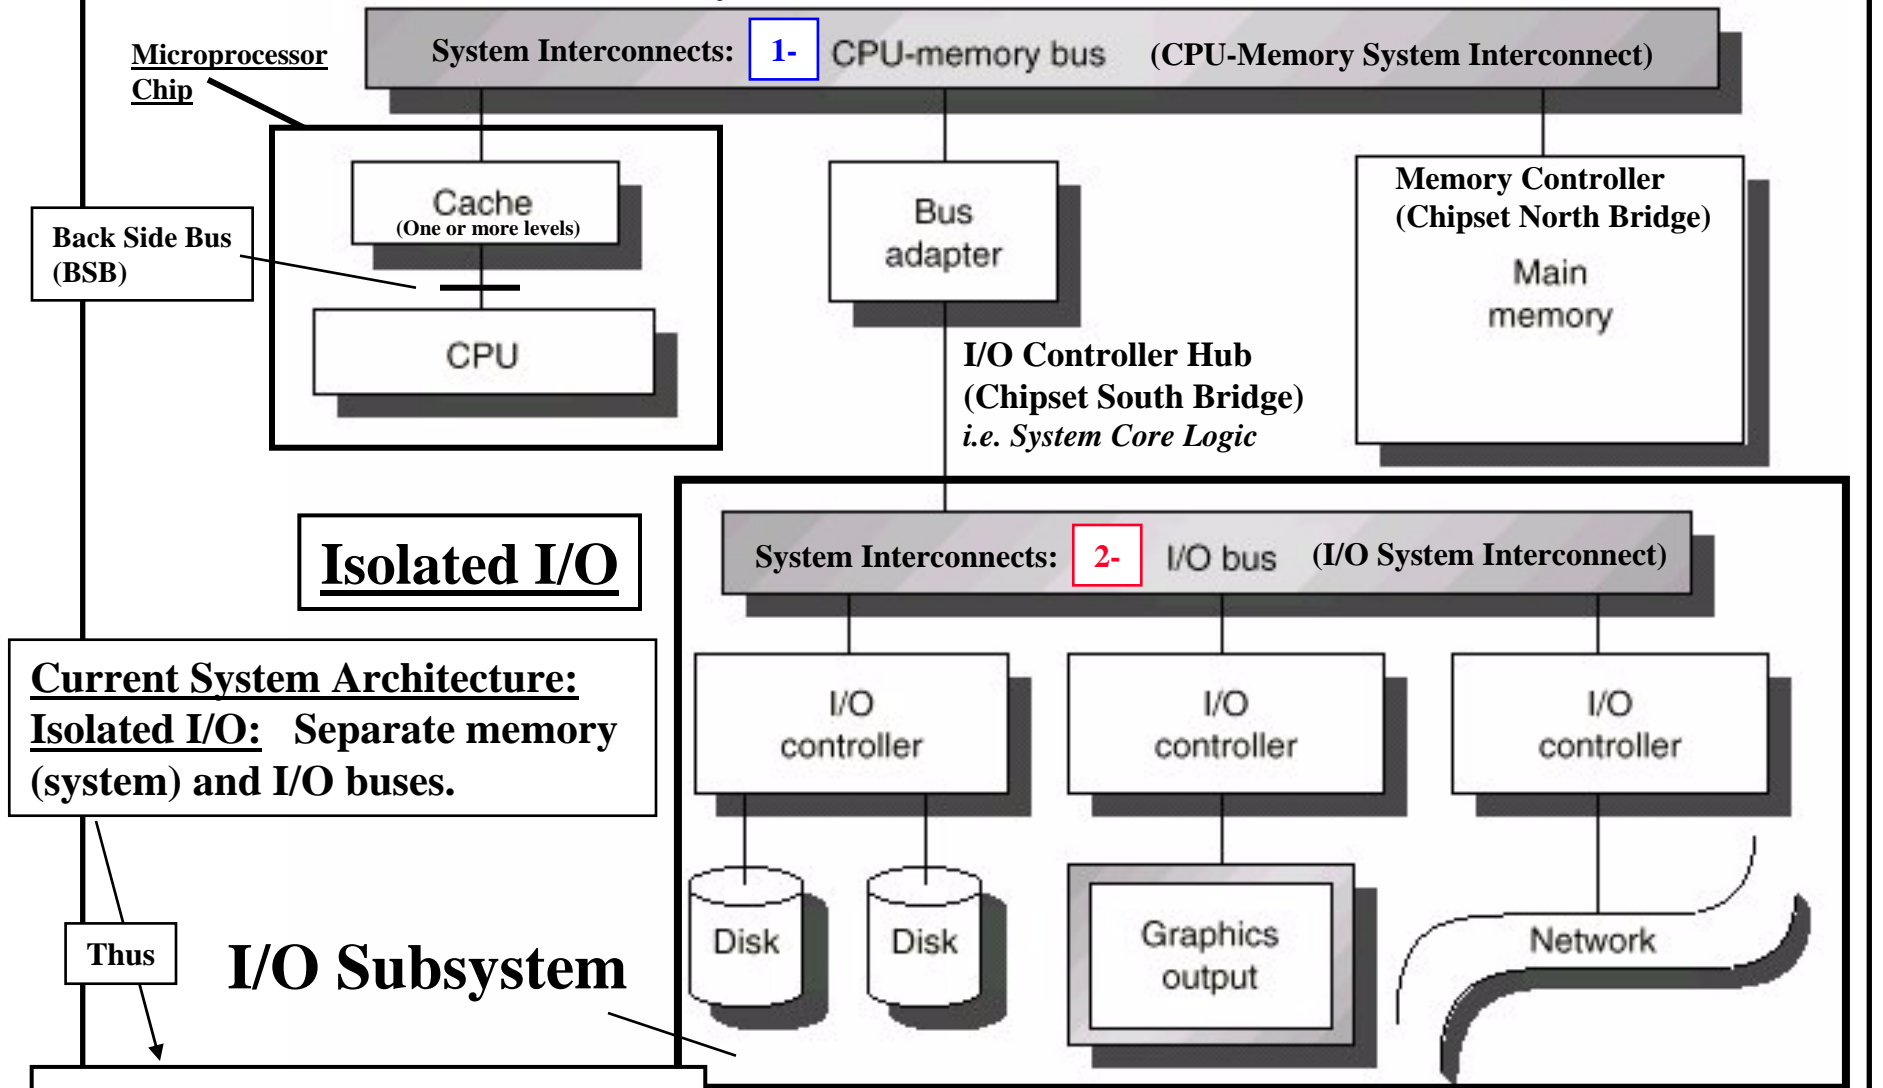 System Interconnects: 1- CPU-memory bus (CPU-Memory System Interconnect)
Microprocessor
Chip
Cache
(One or more levels)
Back Side Bus
(BSB)
CPU
Bus
adapter
Memory Controller
(Chipset North Bridge)
Main
memory
I/O Controller Hub
(Chipset South Bridge)
i.e. System Core Logic
Isolated I/O
System Interconnects: 2- I/O bus (I/O System Interconnect)
Current System Architecture:
Isolated I/O: Separate memory
(system) and I/O buses.
I/O
controller
I/O
controller
I/O
controller
Thus
I/O Subsystem
Disk
Disk
Graphics
output
Network